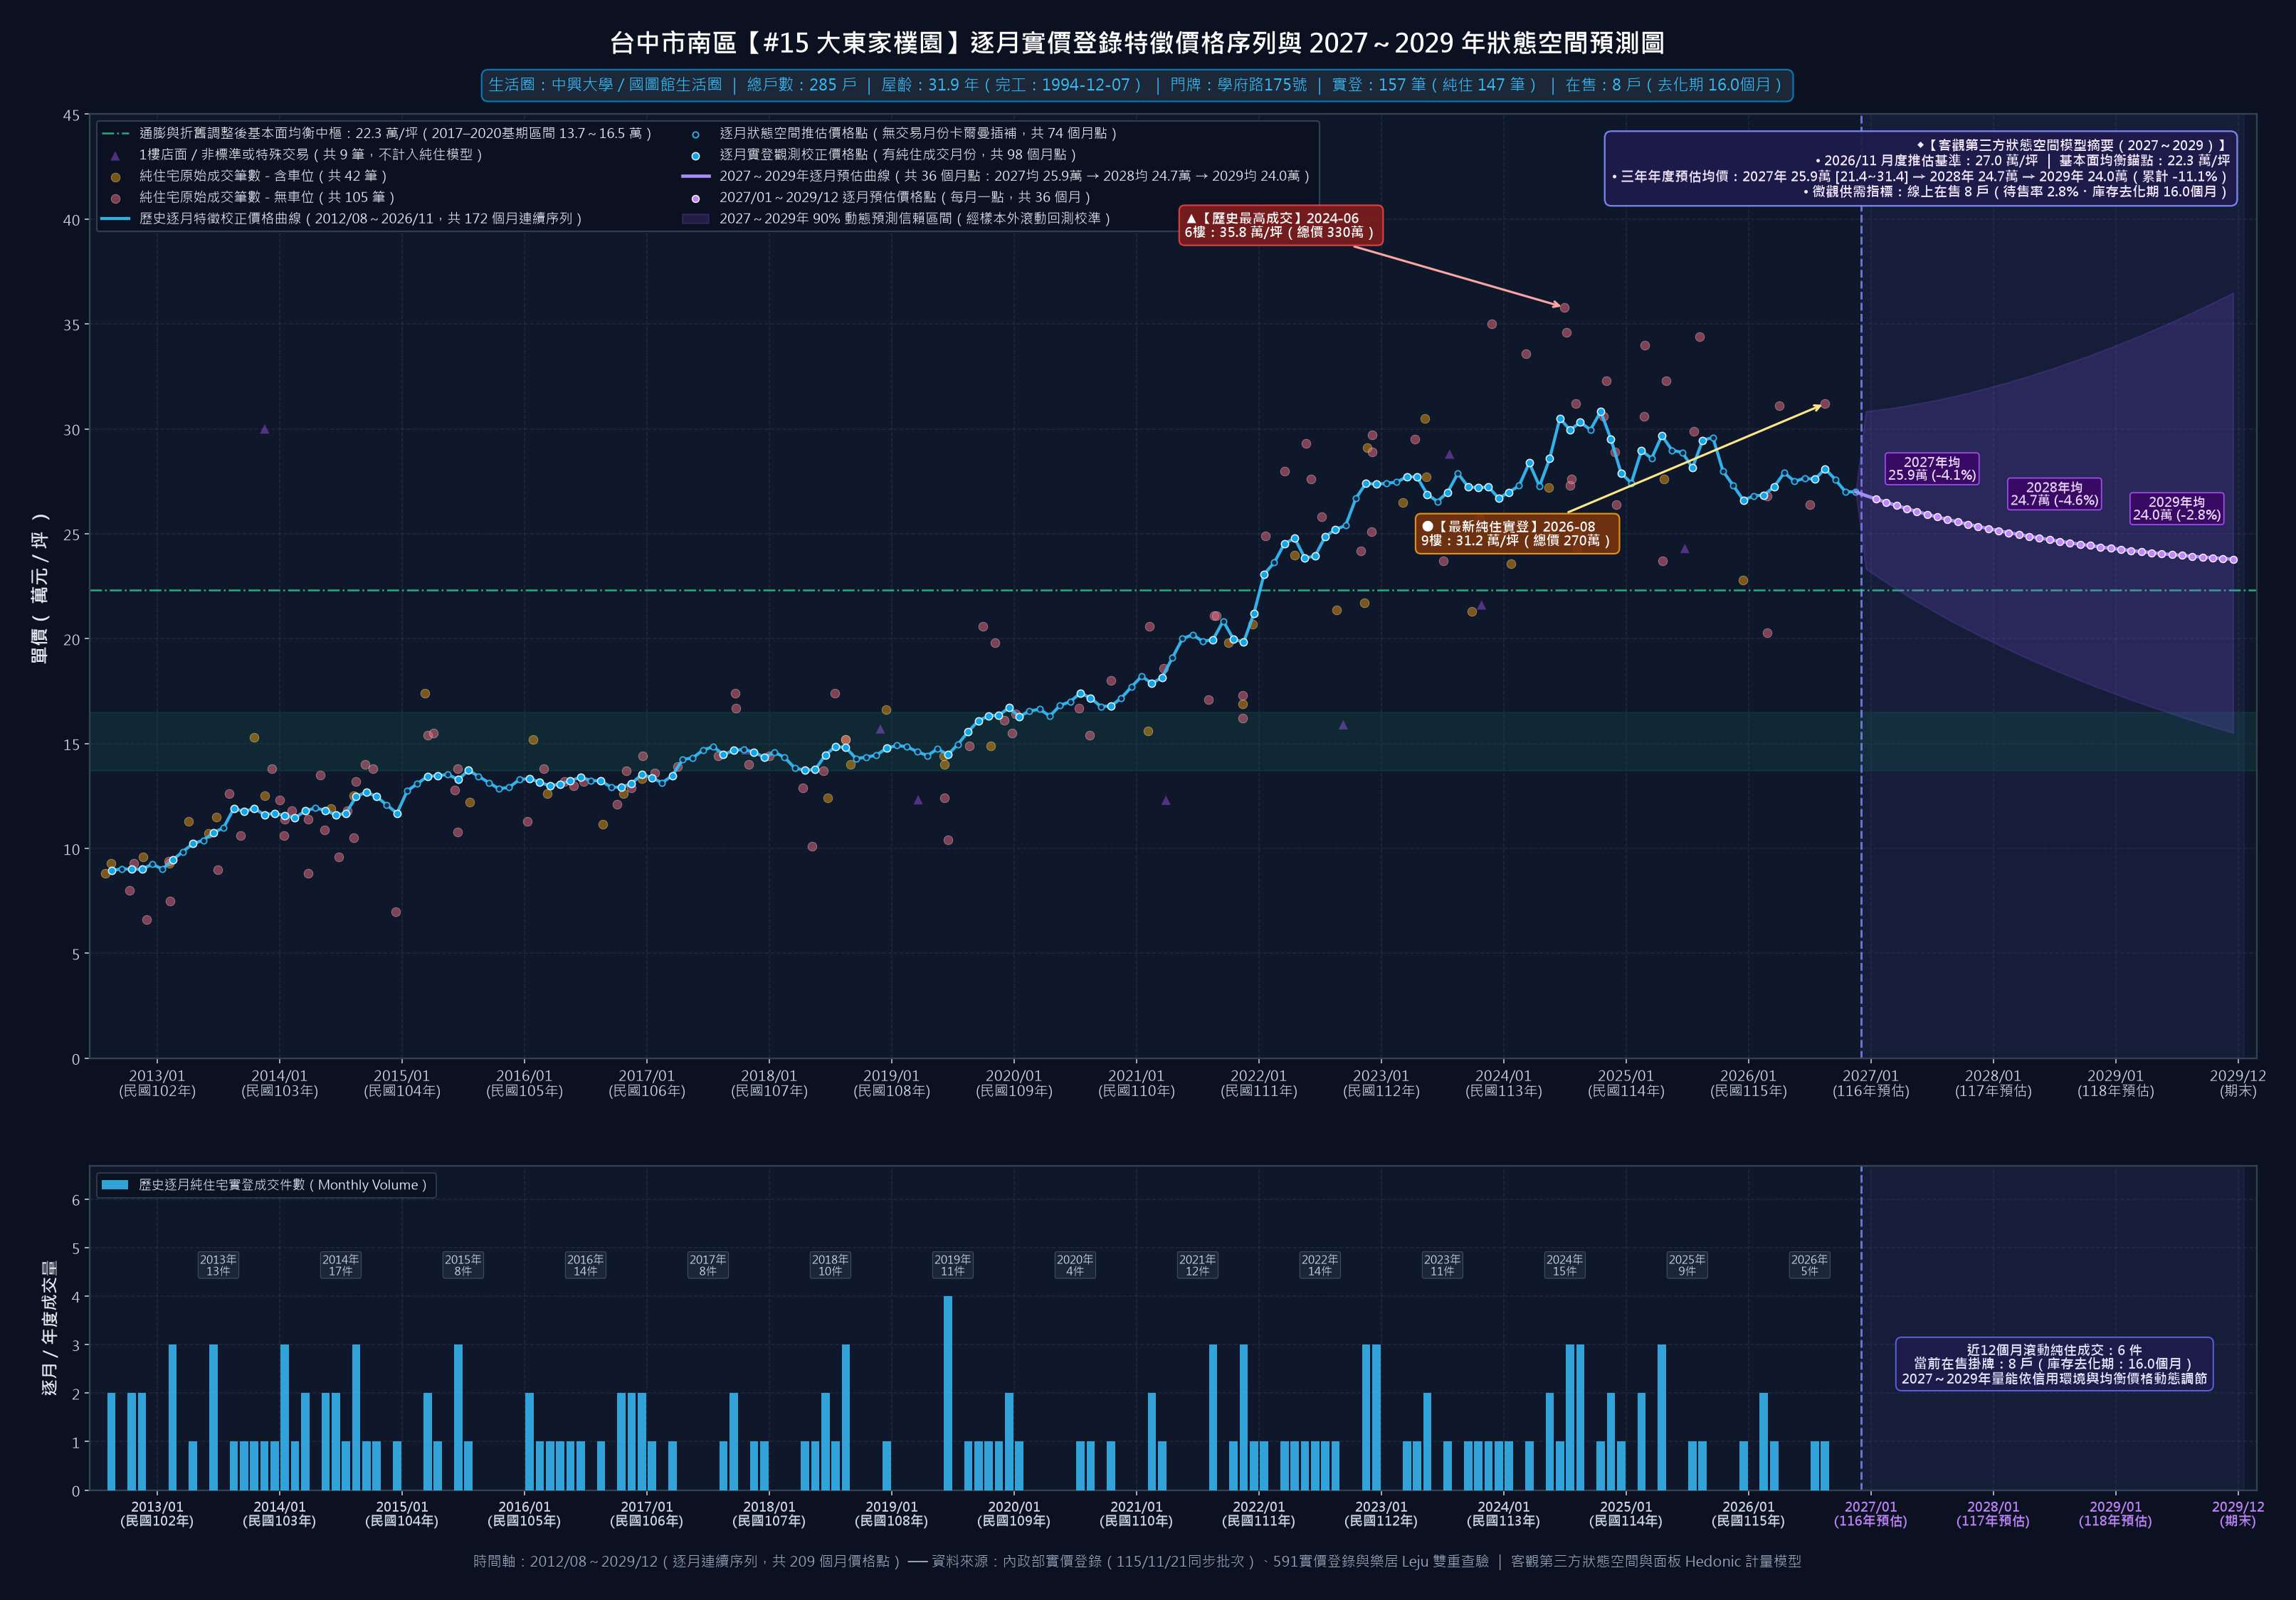 台中市南區【#15 大東家樸園】逐月實價登錄特徵價格序列與 2027～2029 年狀態空間預測圖
生活圈：中興大學 / 國圖館生活圈 ｜ 總戶數：285 戶 ｜ 屋齡：31.9 年（完工：1994-12-07） ｜ 門牌：學府路175號 ｜ 實登：157 筆（純住 147 筆） ｜ 在售：8 戶（去化期 16.0個月）
通膨與折舊調整後基本面均衡中樞：22.3 萬/坪（2017–2020基期區間 13.7～16.5 萬）
1樓店面 / 非標準或特殊交易（共 9 筆，不計入純住模型）
純住宅原始成交筆數 - 含車位（共 42 筆）
純住宅原始成交筆數 - 無車位（共 105 筆）
歷史逐月特徵校正價格曲線（2012/08～2026/11，共 172 個月連續序列）
逐月狀態空間推估價格點（無交易月份卡爾曼插補，共 74 個月點）
逐月實登觀測校正價格點（有純住成交月份，共 98 個月點）
2027～2029年逐月預估曲線（共 36 個月點：2027均 25.9萬 → 2028均 24.7萬 → 2029均 24.0萬）
2027/01～2029/12 逐月預估價格點（每月一點，共 36 個月）
2027～2029年 90% 動態預測信賴區間（經樣本外滾動回測校準）
◆【客觀第三方狀態空間模型摘要（2027～2029）】
• 2026/11 月度推估基準：27.0 萬/坪 ｜ 基本面均衡錨點：22.3 萬/坪
• 三年年度預估均價：2027年 25.9萬 [21.4~31.4] → 2028年 24.7萬 → 2029年 24.0萬（累計 -11.1%）
• 微觀供需指標：線上在售 8 戶（待售率 2.8%・庫存去化期 16.0個月）
▲【歷史最高成交】2024-06
6樓：35.8 萬/坪（總價 330萬）
●【最新純住實登】2026-08
9樓：31.2 萬/坪（總價 270萬）
2027年均
25.9萬 (-4.1%)
2028年均
24.7萬 (-4.6%)
2029年均
24.0萬 (-2.8%)
單價（萬元 / 坪）
45
40
35
30
25
20
15
10
5
0
2013/01
(民國102年)
2014/01
(民國103年)
2015/01
(民國104年)
2016/01
(民國105年)
2017/01
(民國106年)
2018/01
(民國107年)
2019/01
(民國108年)
2020/01
(民國109年)
2021/01
(民國110年)
2022/01
(民國111年)
2023/01
(民國112年)
2024/01
(民國113年)
2025/01
(民國114年)
2026/01
(民國115年)
2027/01
(116年預估)
2028/01
(117年預估)
2029/01
(118年預估)
2029/12
(期末)
歷史逐月純住宅實登成交件數（Monthly Volume）
逐月 / 年度成交量
6
5
4
3
2
1
0
2013年
13件
2014年
17件
2015年
8件
2016年
14件
2017年
8件
2018年
10件
2019年
11件
2020年
4件
2021年
12件
2022年
14件
2023年
11件
2024年
15件
2025年
9件
2026年
5件
近12個月滾動純住成交：6 件
當前在售掛牌：8 戶（庫存去化期：16.0個月）
2027～2029年量能依信用環境與均衡價格動態調節
2013/01
(民國102年)
2014/01
(民國103年)
2015/01
(民國104年)
2016/01
(民國105年)
2017/01
(民國106年)
2018/01
(民國107年)
2019/01
(民國108年)
2020/01
(民國109年)
2021/01
(民國110年)
2022/01
(民國111年)
2023/01
(民國112年)
2024/01
(民國113年)
2025/01
(民國114年)
2026/01
(民國115年)
2027/01
(116年預估)
2028/01
(117年預估)
2029/01
(118年預估)
2029/12
(期末)
時間軸：2012/08～2029/12（逐月連續序列，共 209 個月價格點）── 資料來源：內政部實價登錄（115/11/21同步批次）、591實價登錄與樂居 Leju 雙重查驗 ｜ 客觀第三方狀態空間與面板 Hedonic 計量模型